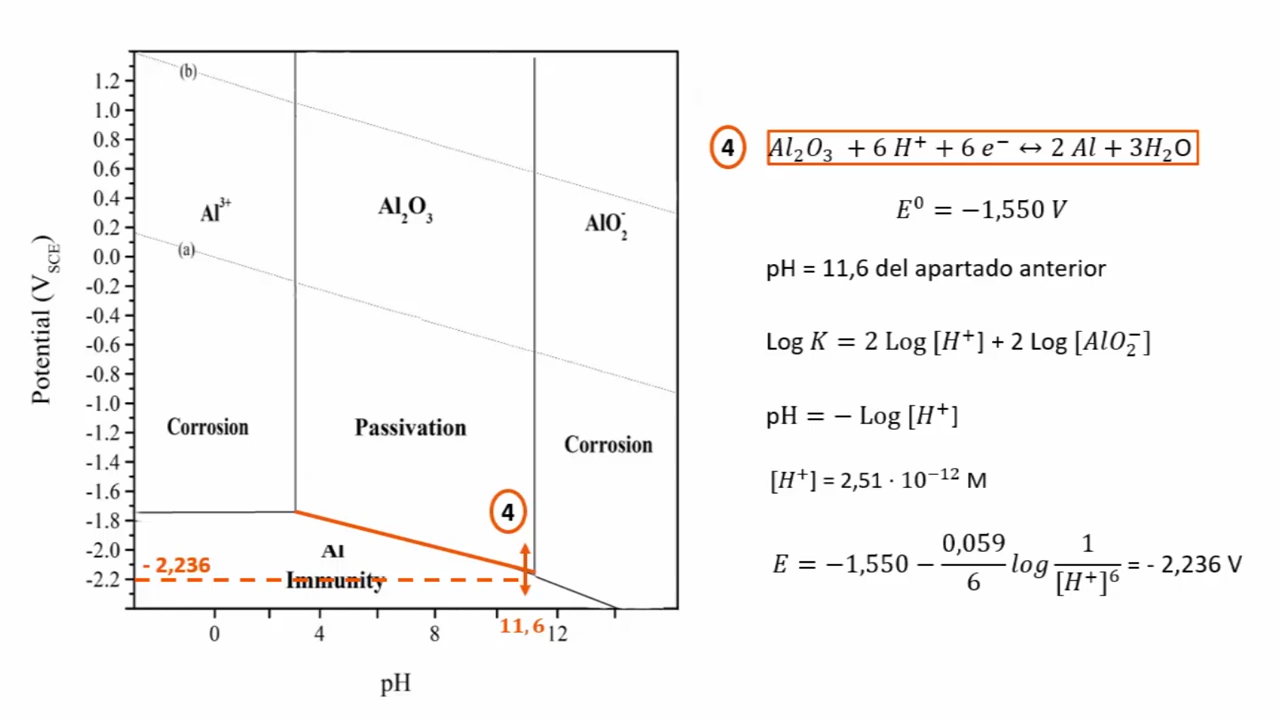 (b)
1.2
1.0
0.8
0.6
0.4
0.2
0.0
-0.2
-0.4
-0.6
-0.8
-1.0
-1.2
-1.4
-1.6
-1.8
-2.0
-2.2
Potential (V_SCE)
Al³⁺
Al₂O₃
AlO₂⁻
(a)
Corrosion
Passivation
Corrosion
4
Al
Immunity
- 2,236
0 4 8 11,6 12
pH
4 Al₂O₃ + 6 H⁺ + 6 e⁻ ↔ 2 Al + 3H₂O
E⁰ = −1,550 V
pH = 11,6 del apartado anterior
Log K = 2 Log [H⁺] + 2 Log [AlO₂⁻]
pH = − Log [H⁺]
[H⁺] = 2,51 · 10⁻¹² M
E = −1,550 − 0,059/6 log 1/[H⁺]⁶ = - 2,236 V